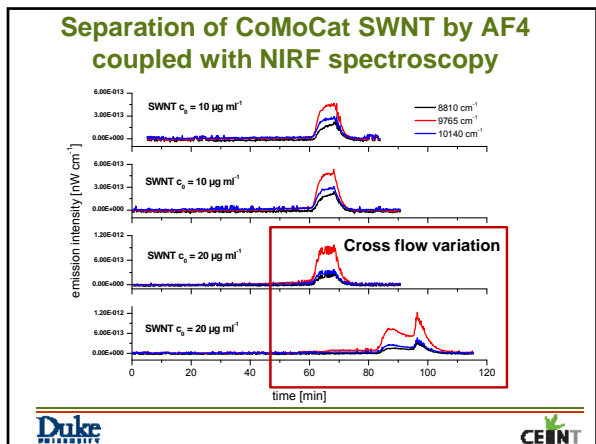 Separation of CoMoCat SWNT by AF4
coupled with NIRF spectroscopy
6.00E-013
3.00E-013
0.00E+000
SWNT c₀ = 10 µg ml⁻¹
8810 cm⁻¹
9765 cm⁻¹
10140 cm⁻¹
6.00E-013
3.00E-013
0.00E+000
SWNT c₀ = 10 µg ml⁻¹
1.20E-012
6.00E-013
0.00E+000
SWNT c₀ = 20 µg ml⁻¹
Cross flow variation
1.20E-012
6.00E-013
0.00E+000
SWNT c₀ = 20 µg ml⁻¹
emission intensity [nW cm⁻¹]
0 20 40 60 80 100 120
time [min]
Duke
UNIVERSITY
CEINT